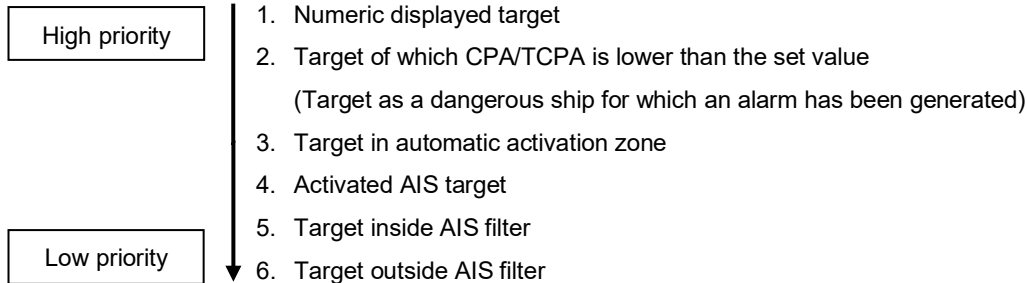 High priority
1. Numeric displayed target
2. Target of which CPA/TCPA is lower than the set value
(Target as a dangerous ship for which an alarm has been generated)
3. Target in automatic activation zone
4. Activated AIS target
5. Target inside AIS filter
Low priority
6. Target outside AIS filter